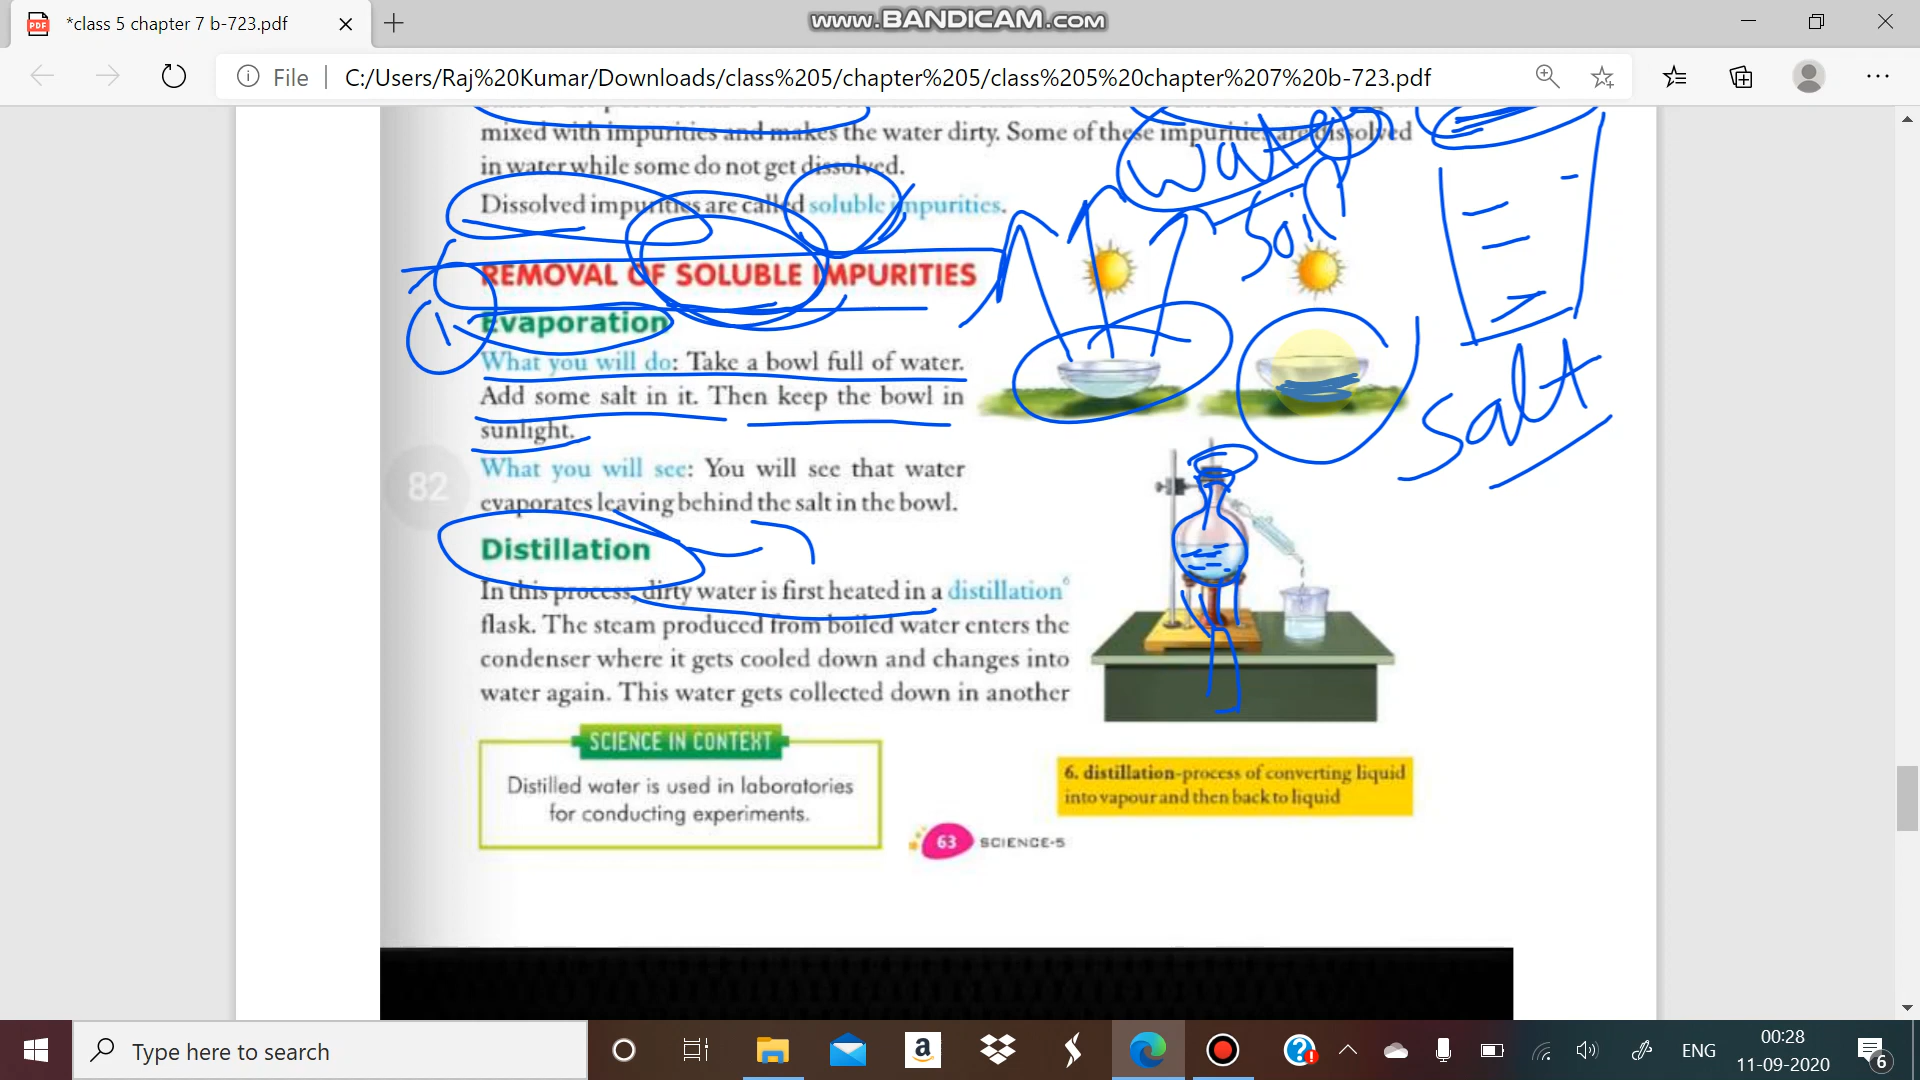 *class 5 chapter 7 b-723.pdf
www.BANDICAM.com
File
C:/Users/Raj%20Kumar/Downloads/class%205/chapter%205/class%205%20chapter%207%20b-723.pdf
mixed with impurities and makes the water dirty. Some of these impurities are dissolved
in water while some do not get dissolved.
Dissolved impurities are called soluble impurities.
water
soil
REMOVAL OF SOLUBLE IMPURITIES
1
Evaporation
What you will do: Take a bowl full of water.
Add some salt in it. Then keep the bowl in
sunlight.
salt
What you will see: You will see that water
evaporates leaving behind the salt in the bowl.
82
Distillation
In this process, dirty water is first heated in a distillation6
flask. The steam produced from boiled water enters the
condenser where it gets cooled down and changes into
water again. This water gets collected down in another
SCIENCE IN CONTEXT
Distilled water is used in laboratories
for conducting experiments.
6. distillation-process of converting liquid
into vapour and then back to liquid
63 SCIENCE-5
Type here to search
ENG
00:28
11-09-2020
6